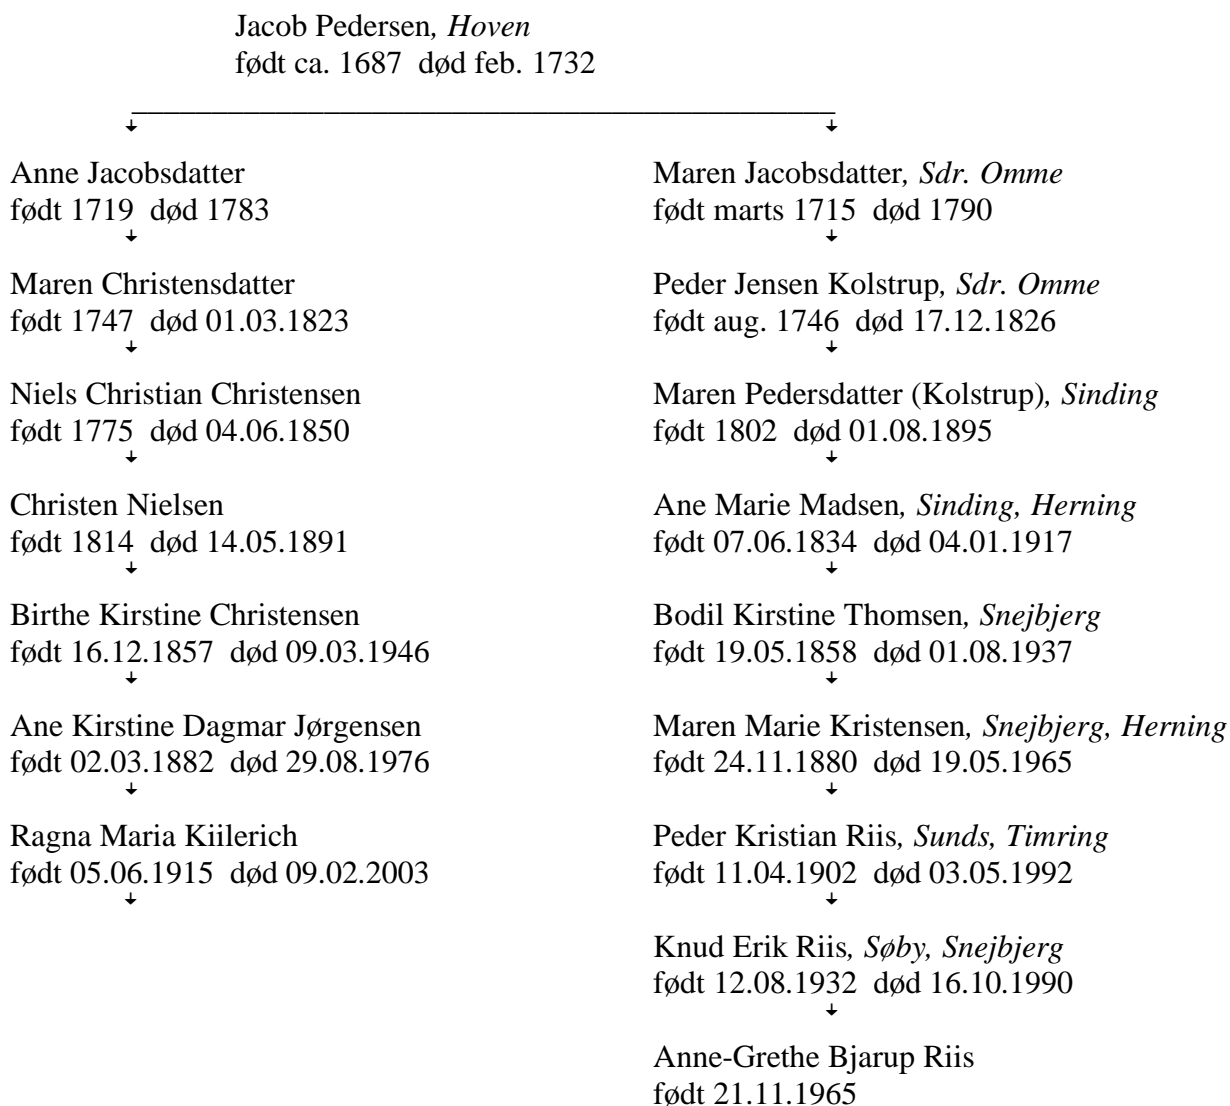 Jacob Pedersen, Hoven
født ca. 1687  død feb. 1732
Anne Jacobsdatter
født 1719  død 1783
Maren Jacobsdatter, Sdr. Omme
født marts 1715  død 1790
Maren Christensdatter
født 1747  død 01.03.1823
Peder Jensen Kolstrup, Sdr. Omme
født aug. 1746  død 17.12.1826
Niels Christian Christensen
født 1775  død 04.06.1850
Maren Pedersdatter (Kolstrup), Sinding
født 1802  død 01.08.1895
Christen Nielsen
født 1814  død 14.05.1891
Ane Marie Madsen, Sinding, Herning
født 07.06.1834  død 04.01.1917
Birthe Kirstine Christensen
født 16.12.1857  død 09.03.1946
Bodil Kirstine Thomsen, Snejbjerg
født 19.05.1858  død 01.08.1937
Ane Kirstine Dagmar Jørgensen
født 02.03.1882  død 29.08.1976
Maren Marie Kristensen, Snejbjerg, Herning
født 24.11.1880  død 19.05.1965
Ragna Maria Kiilerich
født 05.06.1915  død 09.02.2003
Peder Kristian Riis, Sunds, Timring
født 11.04.1902  død 03.05.1992
Knud Erik Riis, Søby, Snejbjerg
født 12.08.1932  død 16.10.1990
Anne-Grethe Bjarup Riis
født 21.11.1965